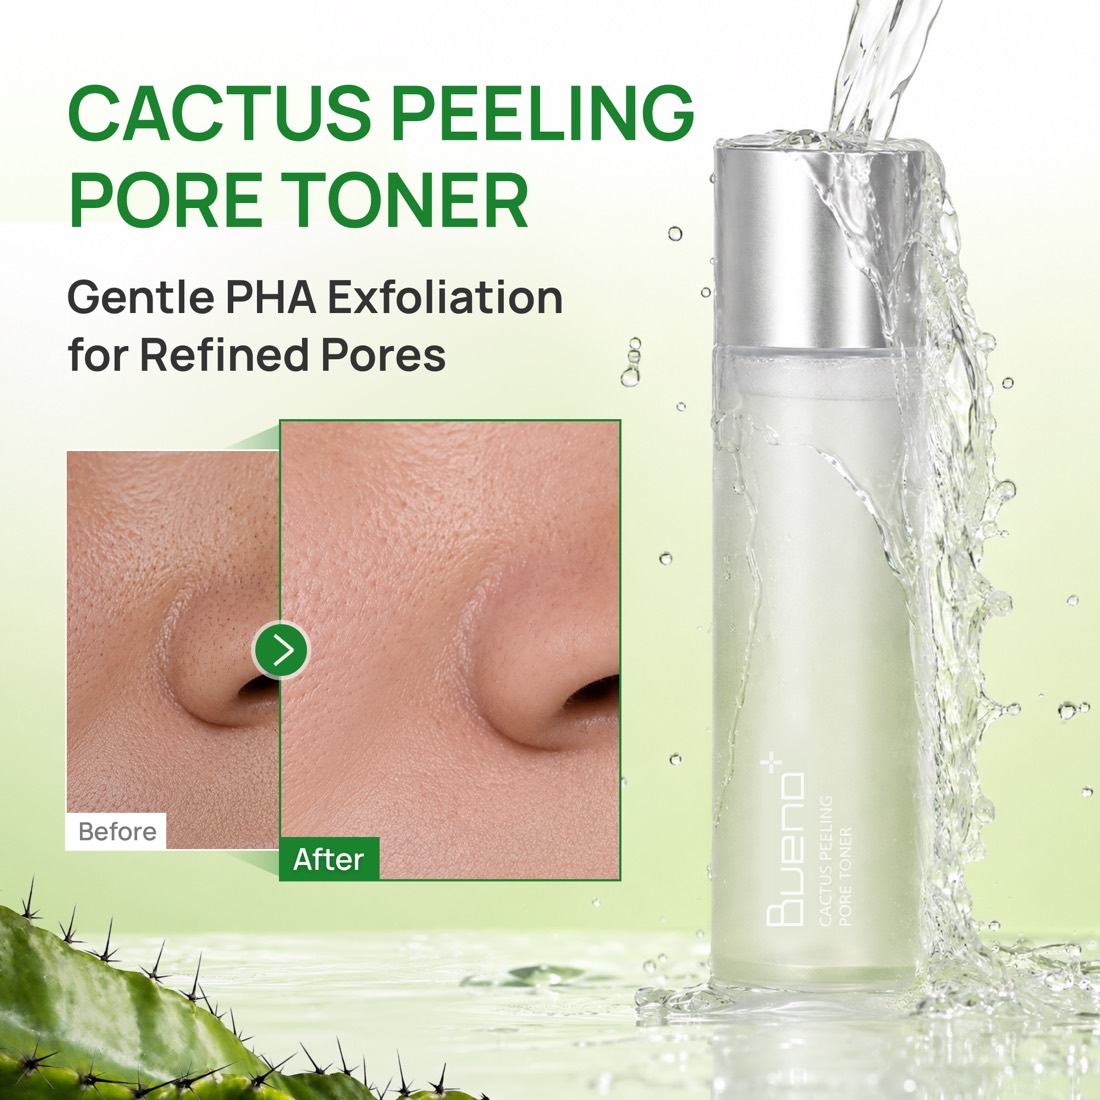 CACTUS PEELING
PORE TONER
Gentle PHA Exfoliation
for Refined Pores
Before
After
Bueno+
CACTUS PEELING
PORE TONER